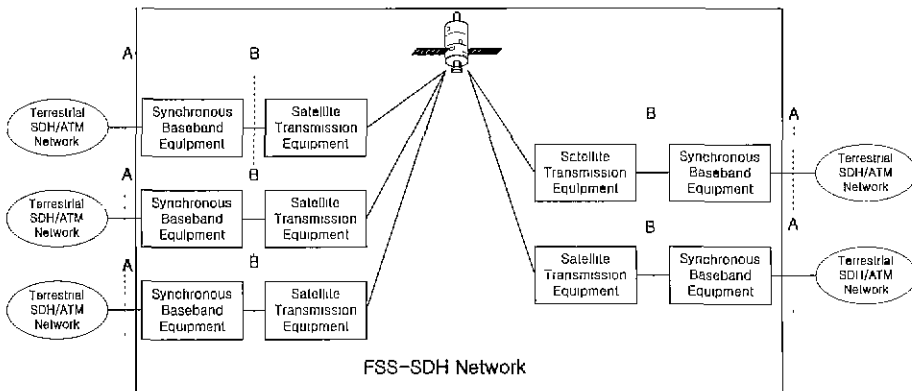 A
B
Terrestrial
SDH/ATM
Network
Synchronous
Baseband
Equipment
Satellite
Transmission
Equipment
A
B
Terrestrial
SDH/ATM
Network
Synchronous
Baseband
Equipment
Satellite
Transmission
Equipment
A
B
Terrestrial
SDH/ATM
Network
Synchronous
Baseband
Equipment
Satellite
Transmission
Equipment
B
A
Satellite
Transmission
Equipment
Synchronous
Baseband
Equipment
Terrestrial
SDH/ATM
Network
B
A
Satellite
Transmission
Equipment
Synchronous
Baseband
Equipment
Terrestrial
SDH/ATM
Network
FSS-SDH Network